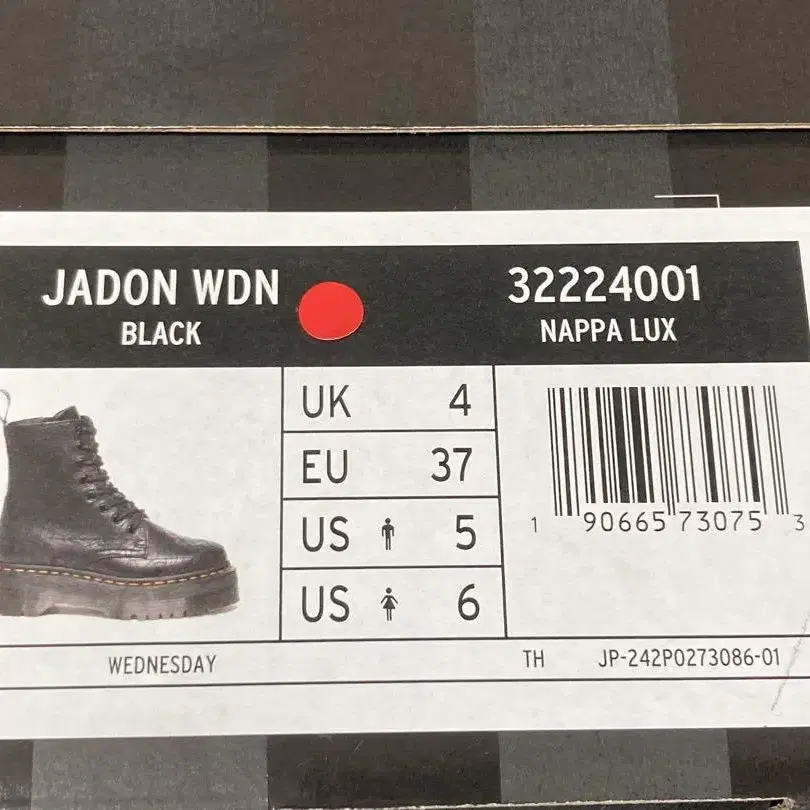 JADON WDN
BLACK
32224001
NAPPA LUX
UK 4
EU 37
US 5
US 6
1 90665 73075 3
WEDNESDAY
TH
JP-242P0273086-01